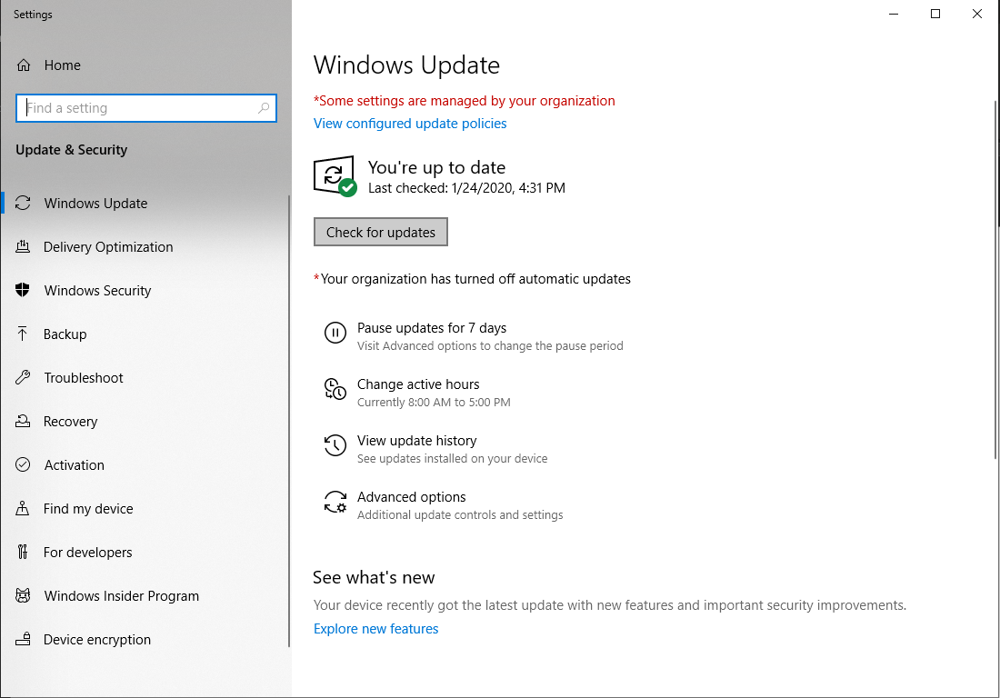 Settings
Home
Find a setting
Update & Security
Windows Update
Delivery Optimization
Windows Security
Backup
Troubleshoot
Recovery
Activation
Find my device
For developers
Windows Insider Program
Device encryption
Windows Update
*Some settings are managed by your organization
View configured update policies
You're up to date
Last checked: 1/24/2020, 4:31 PM
Check for updates
*Your organization has turned off automatic updates
Pause updates for 7 days
Visit Advanced options to change the pause period
Change active hours
Currently 8:00 AM to 5:00 PM
View update history
See updates installed on your device
Advanced options
Additional update controls and settings
See what's new
Your device recently got the latest update with new features and important security improvements.
Explore new features